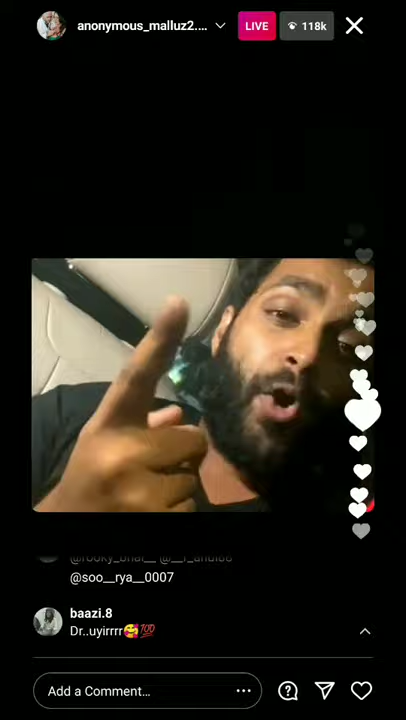 anonymous_malluz2.... LIVE 118k
@soo__rya__0007
baazi.8
Dr..uyirrrr🥰💯
Add a Comment...